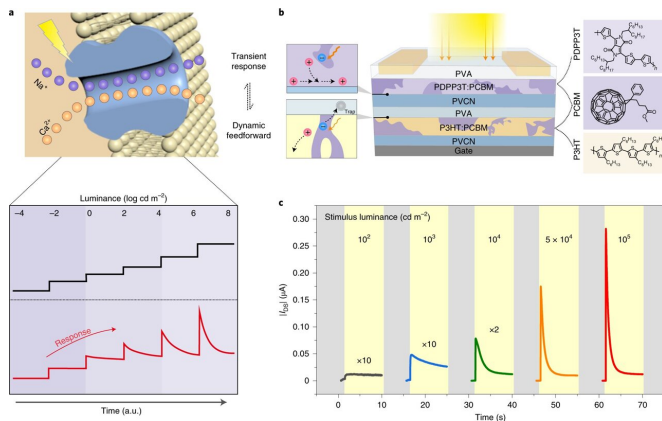 a
Na⁺
Ca²⁺
Transient
response
Dynamic
feedforward
Luminance (log cd m⁻²)
−4 −2 0 2 4 6 8
Response
Time (a.u.)
b
PVA
PDPP3T:PCBM
PVCN
PVA
P3HT:PCBM
PVCN
Gate
Trap
PDPP3T
PCBM
P3HT
c
Stimulus luminance (cd m⁻²)
10² 10³ 10⁴ 5 × 10⁴ 10⁵
×10 ×10 ×2
|I_DS| (μA)
0.30
0.25
0.20
0.15
0.10
0.05
0
0 10 20 30 40 50 60 70
Time (s)